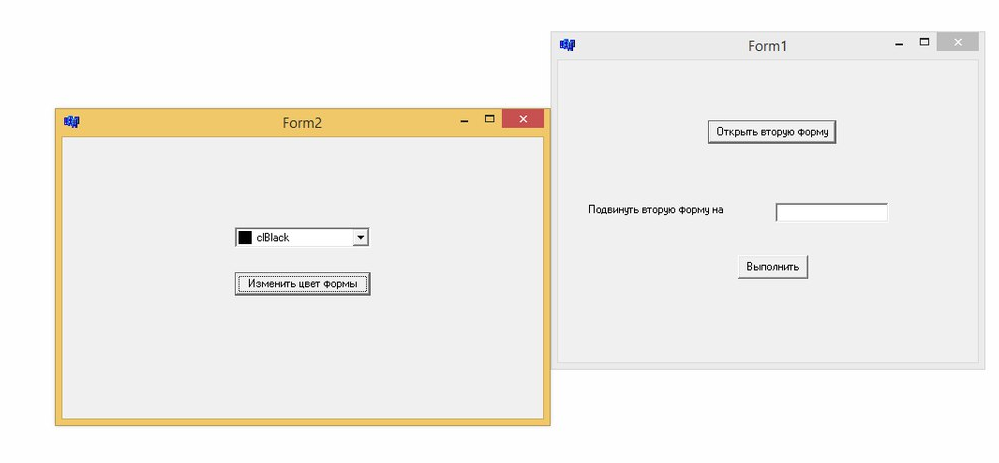 Form2
clBlack
Изменить цвет формы
Form1
Открыть вторую форму
Подвинуть вторую форму на
Выполнить